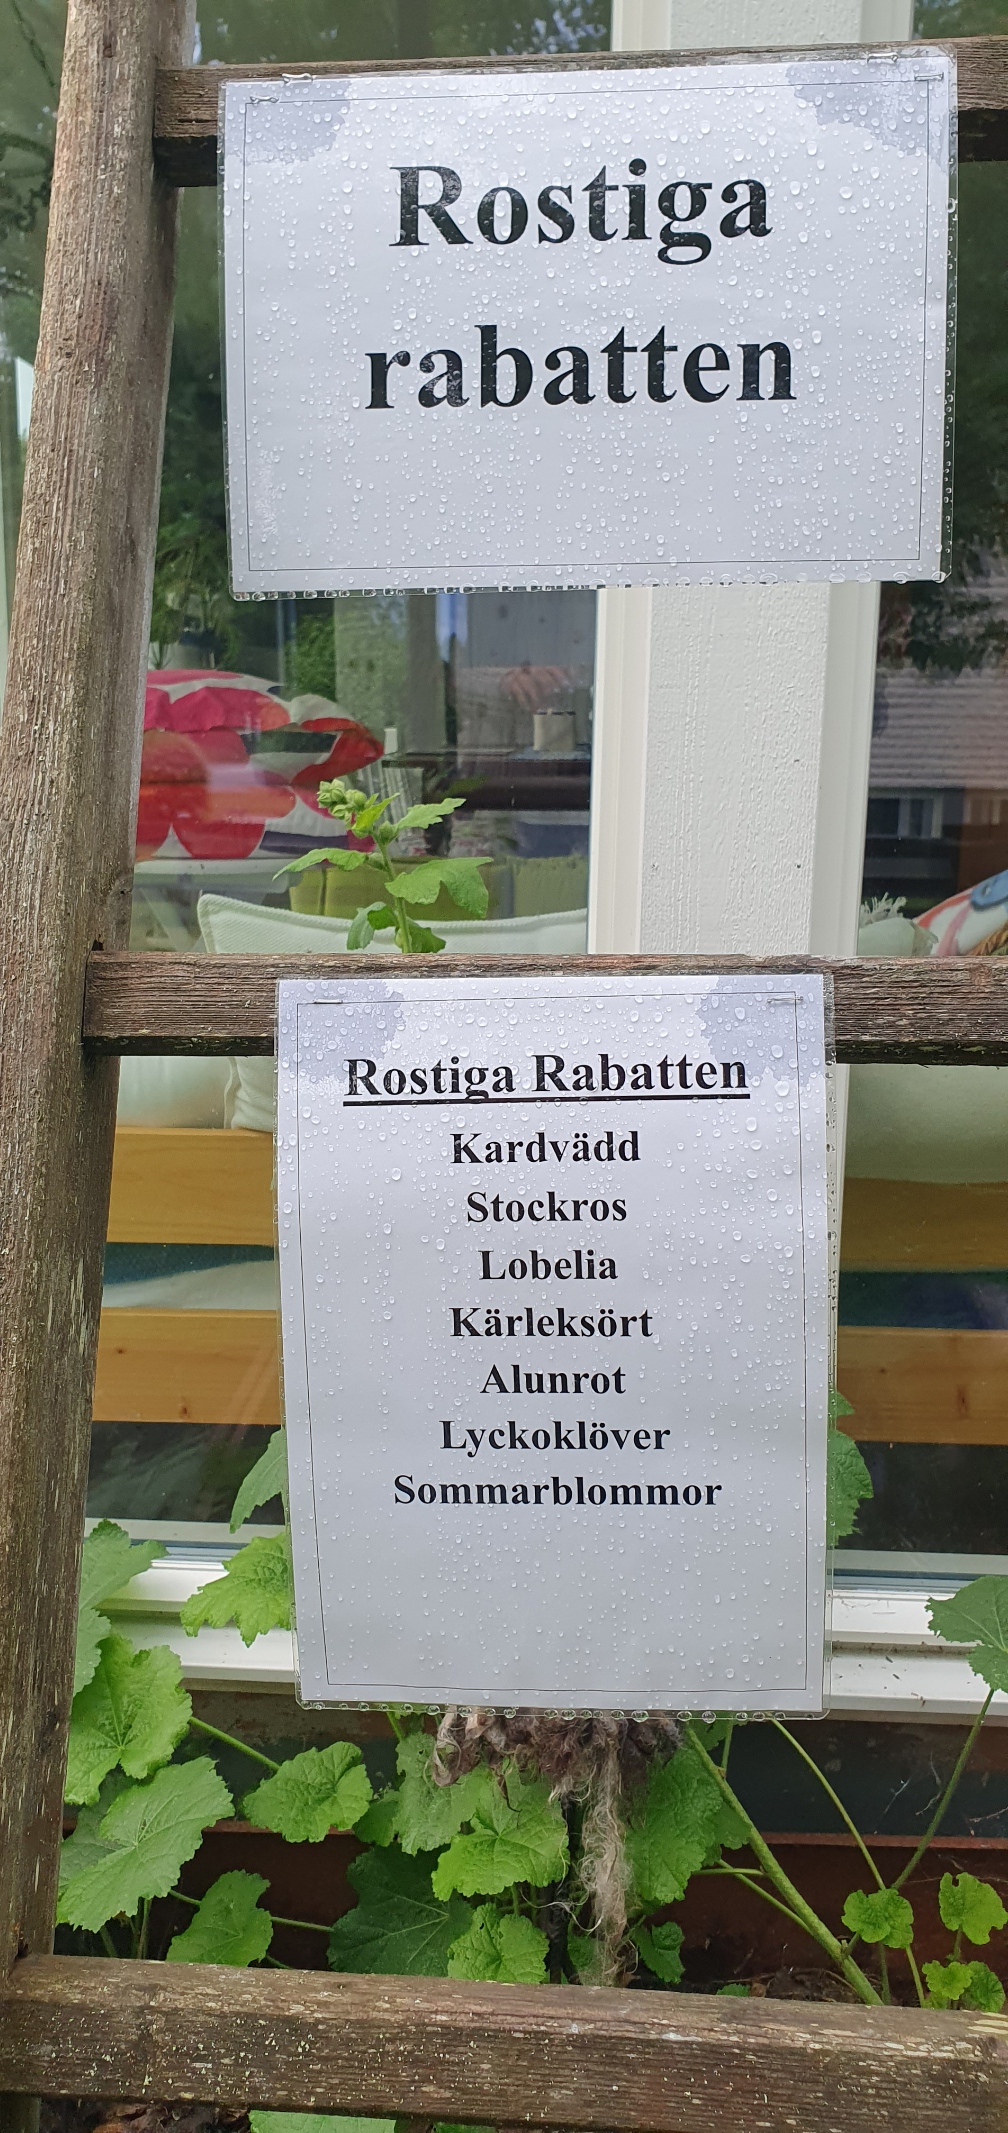 Rostiga
rabatten
Rostiga Rabatten
Kardvädd
Stockros
Lobelia
Kärleksört
Alunrot
Lyckoklöver
Sommarblommor